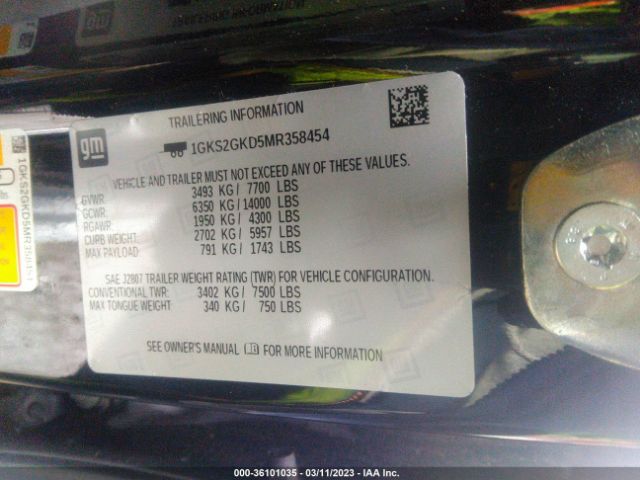 TRAILERING INFORMATION
gm
1GKS2GKD5MR358454
VEHICLE AND TRAILER MUST NOT EXCEED ANY OF THESE VALUES.
GVWR: 3493 KG / 7700 LBS
GCWR: 6350 KG / 14000 LBS
RGAWR: 1950 KG / 4300 LBS
CURB WEIGHT: 2702 KG / 5957 LBS
MAX PAYLOAD 791 KG / 1743 LBS
SAE J2807 TRAILER WEIGHT RATING (TWR) FOR VEHICLE CONFIGURATION.
CONVENTIONAL TWR: 3402 KG / 7500 LBS
MAX TONGUE WEIGHT 340 KG / 750 LBS
SEE OWNER'S MANUAL FOR MORE INFORMATION
000-36101035 - 03/11/2023 - IAA Inc.